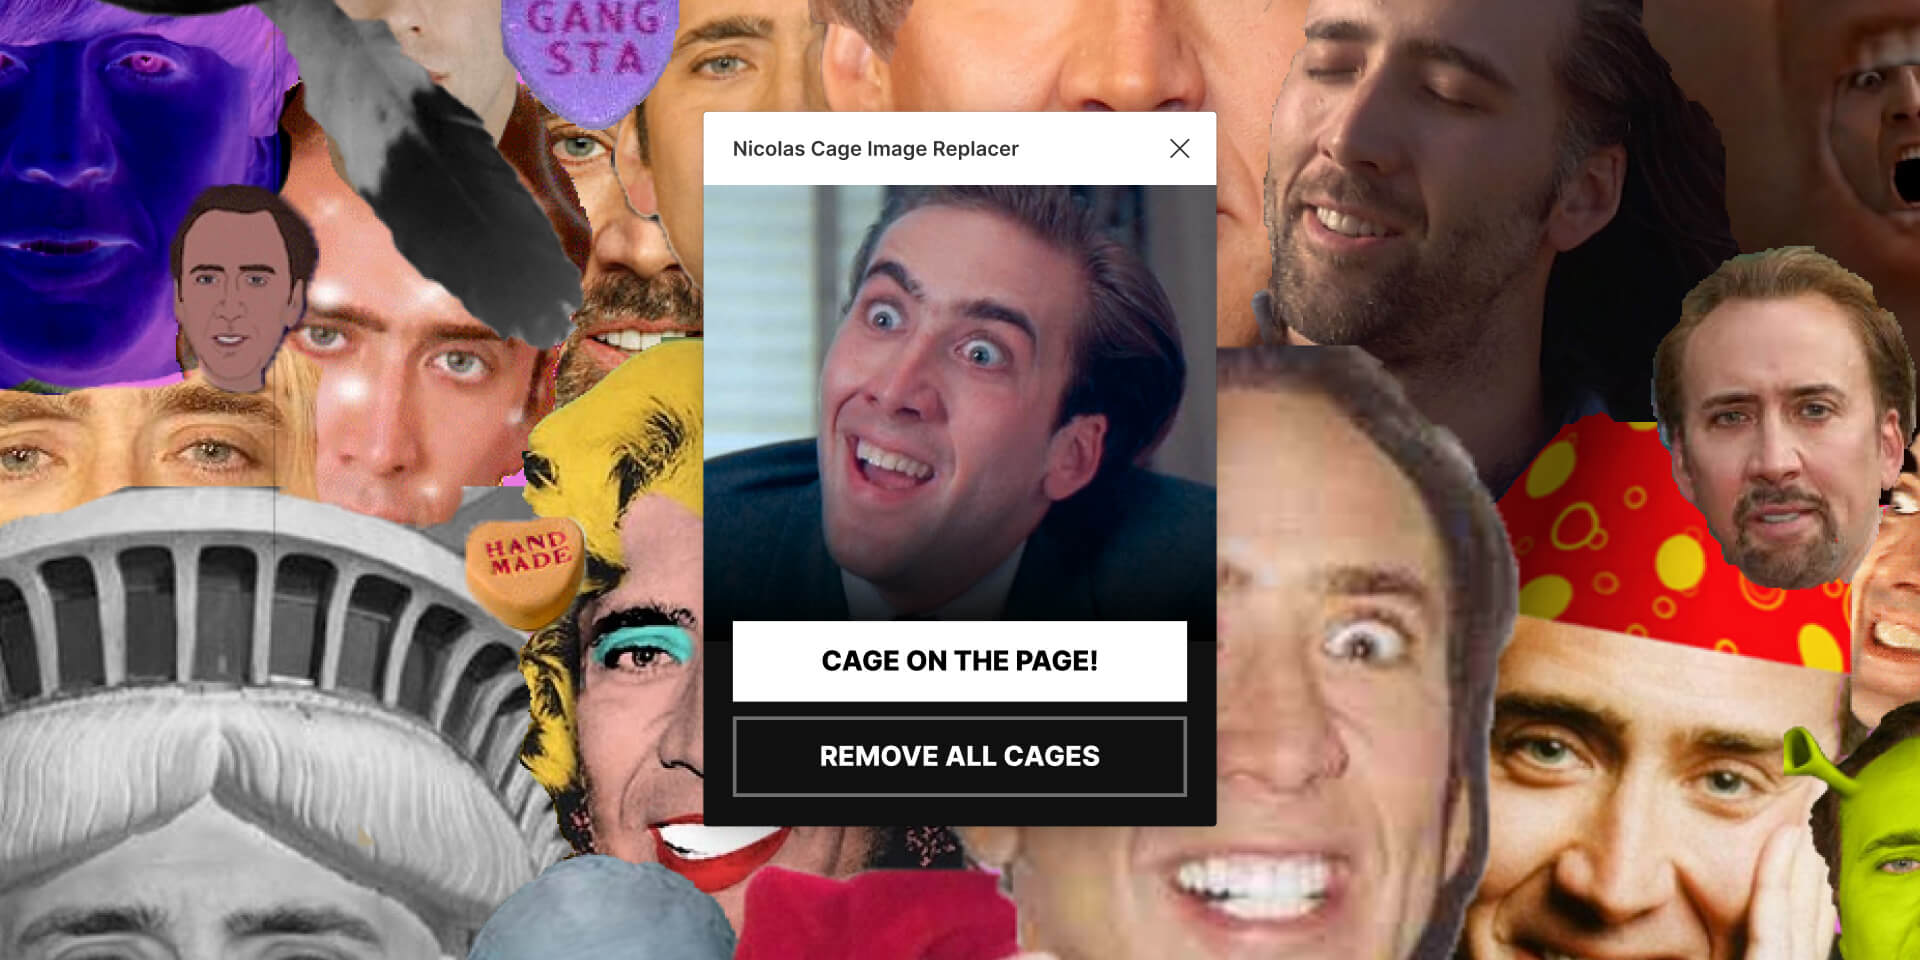 GANG
STA
Nicolas Cage Image Replacer
HAND
MADE
CAGE ON THE PAGE!
REMOVE ALL CAGES